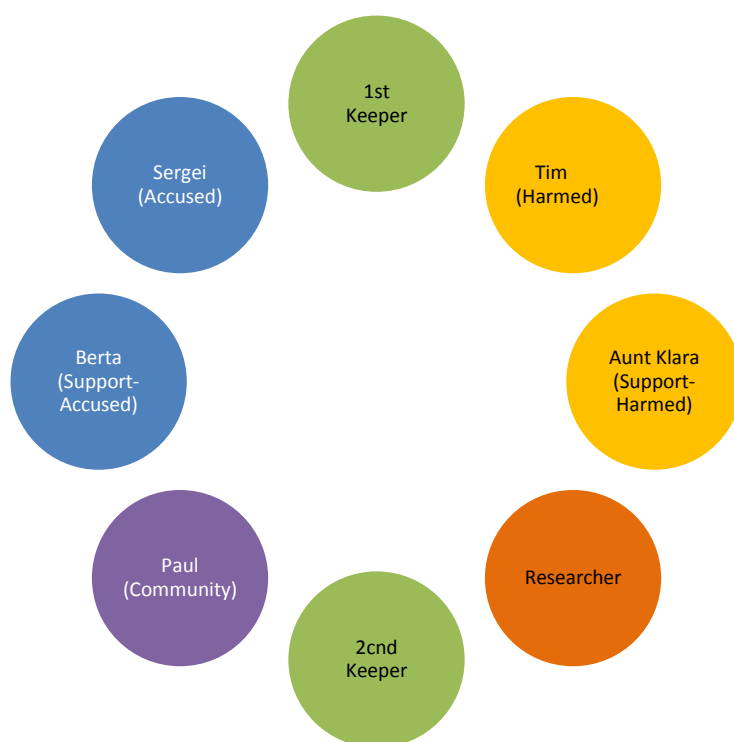 1st
Keeper
Sergei
(Accused)
Tim
(Harmed)
Berta
(Support-
Accused)
Aunt Klara
(Support-
Harmed)
Paul
(Community)
Researcher
2cnd
Keeper